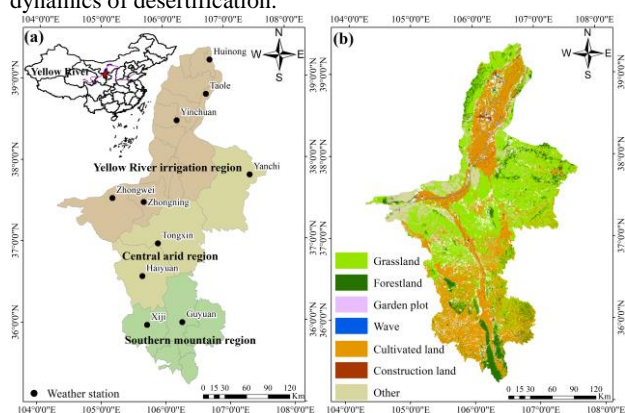 dynamics of desertification.
(a)
Yellow River
N
W E
S
Huinong
Taole
Yinchuan
Yellow River irrigation region
Yanchi
Zhongwei
Zhongning
Tongxin
Central arid region
Haiyuan
Xiji
Guyuan
Southern mountain region
Weather station
0 15 30 60 90 120
Km
39°0'0"N
38°0'0"N
37°0'0"N
36°0'0"N
104°0'0"E 105°0'0"E 106°0'0"E 107°0'0"E 108°0'0"E
(b)
N
W E
S
Grassland
Forestland
Garden plot
Wave
Cultivated land
Construction land
Other
0 15 30 60 90 120
Km
39°0'0"N
38°0'0"N
37°0'0"N
36°0'0"N
104°0'0"E 105°0'0"E 106°0'0"E 107°0'0"E 108°0'0"E